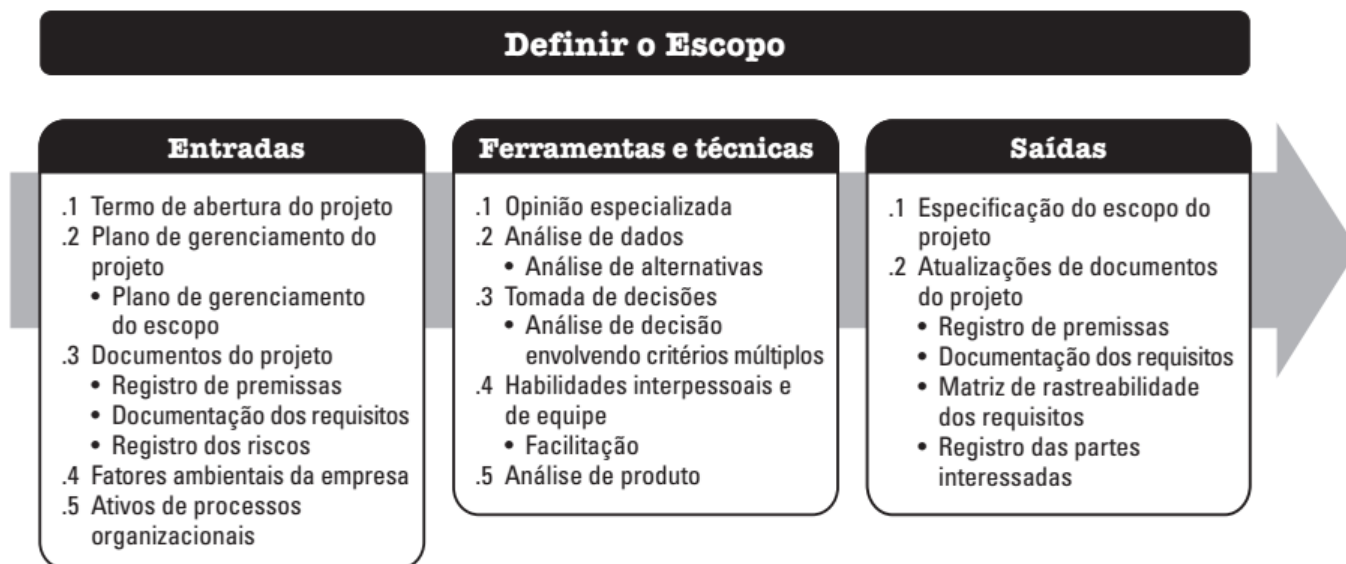 Definir o Escopo
Entradas
.1 Termo de abertura do projeto
.2 Plano de gerenciamento do
projeto
• Plano de gerenciamento
do escopo
.3 Documentos do projeto
• Registro de premissas
• Documentação dos requisitos
• Registro dos riscos
.4 Fatores ambientais da empresa
.5 Ativos de processos
organizacionais
Ferramentas e técnicas
.1 Opinião especializada
.2 Análise de dados
• Análise de alternativas
.3 Tomada de decisões
• Análise de decisão
envolvendo critérios múltiplos
.4 Habilidades interpessoais e
de equipe
• Facilitação
.5 Análise de produto
Saídas
.1 Especificação do escopo do
projeto
.2 Atualizações de documentos
do projeto
• Registro de premissas
• Documentação dos requisitos
• Matriz de rastreabilidade
dos requisitos
• Registro das partes
interessadas